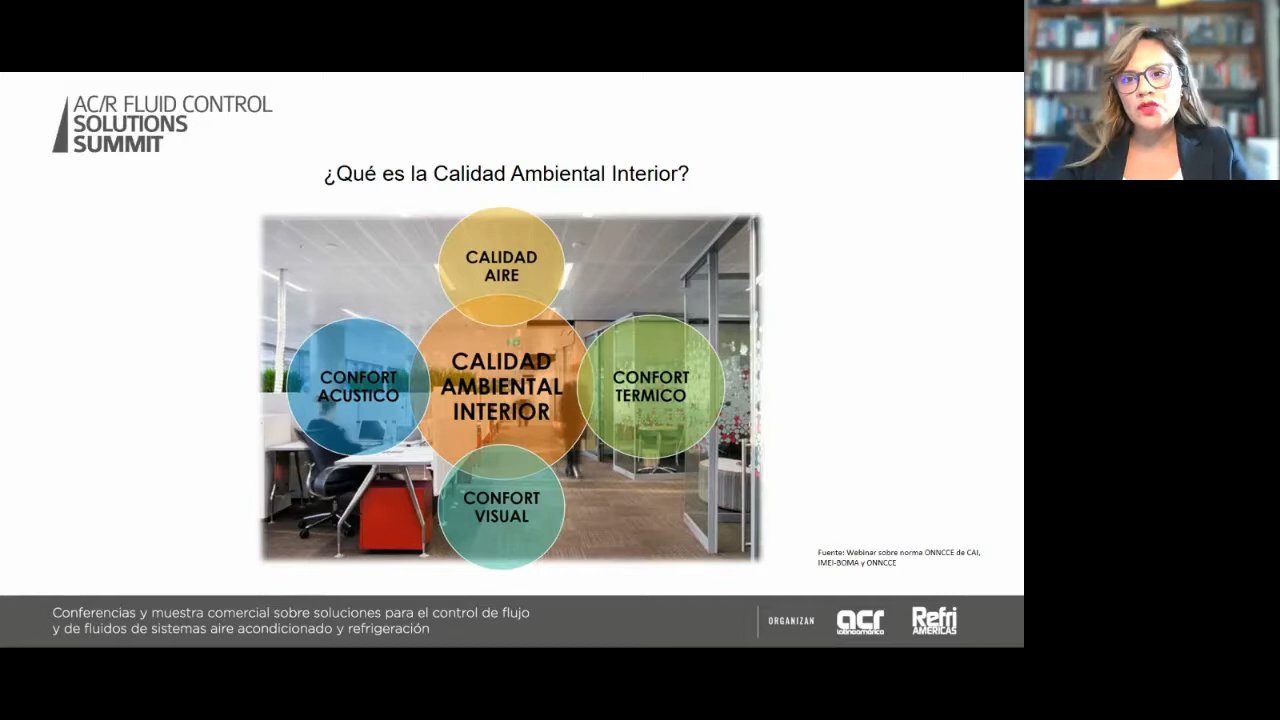 AC/R FLUID CONTROL
SOLUTIONS
SUMMIT
¿Qué es la Calidad Ambiental Interior?
CALIDAD
AIRE
CONFORT
ACUSTICO
CALIDAD
AMBIENTAL
INTERIOR
CONFORT
TERMICO
CONFORT
VISUAL
Fuente: Webinar sobre norma ONNCCE de CAI,
IMEI-BOMA y ONNCCE
Conferencias y muestra comercial sobre soluciones para el control de flujo
y de fluidos de sistemas aire acondicionado y refrigeración
ORGANIZAN
acr
latinoamérica
Refri
AMÉRICAS